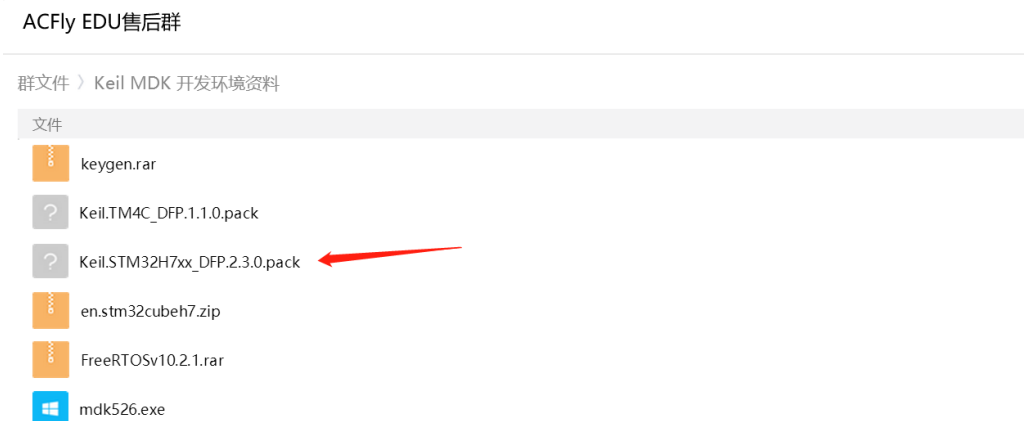 ACFly EDU售后群
群文件 〉Keil MDK 开发环境资料
文件
keygen.rar
Keil.TM4C_DFP.1.1.0.pack
Keil.STM32H7xx_DFP.2.3.0.pack
en.stm32cubeh7.zip
FreeRTOSv10.2.1.rar
mdk526.exe